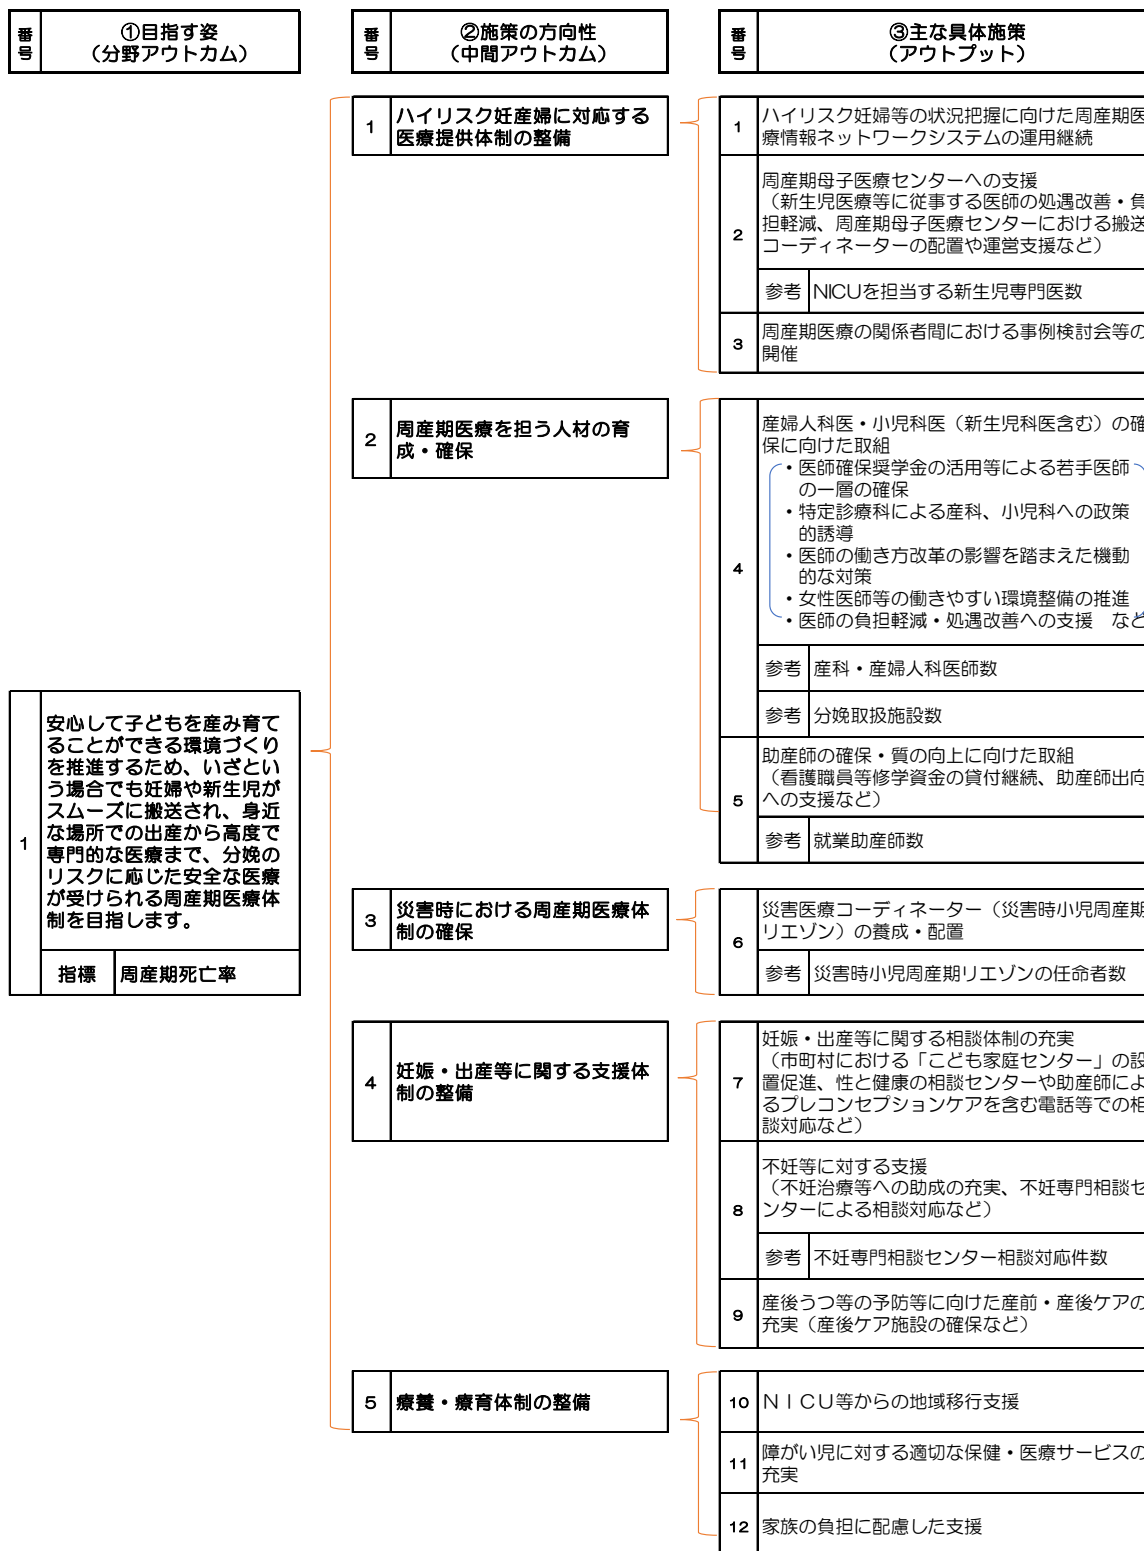 番号
①目指す姿
（分野アウトカム）
番号
②施策の方向性
（中間アウトカム）
番号
③主な具体施策
（アウトプット）
1
安心して子どもを産み育て
ることができる環境づくり
を推進するため、いざとい
う場合でも妊婦や新生児が
スムーズに搬送され、身近
な場所での出産から高度で
専門的な医療まで、分娩の
リスクに応じた安全な医療
が受けられる周産期医療体
制を目指します。
指標 周産期死亡率
1
ハイリスク妊産婦に対応する
医療提供体制の整備
1
ハイリスク妊婦等の状況把握に向けた周産期医
療情報ネットワークシステムの運用継続
2
周産期母子医療センターへの支援
（新生児医療等に従事する医師の処遇改善・負
担軽減、周産期母子医療センターにおける搬送
コーディネーターの配置や運営支援など）
参考 NICUを担当する新生児専門医数
3
周産期医療の関係者間における事例検討会等の
開催
2
周産期医療を担う人材の育
成・確保
4
産婦人科医・小児科医（新生児科医含む）の確
保に向けた取組
・医師確保奨学金の活用等による若手医師
の一層の確保
・特定診療科による産科、小児科への政策
的誘導
・医師の働き方改革の影響を踏まえた機動
的な対策
・女性医師等の働きやすい環境整備の推進
・医師の負担軽減・処遇改善への支援　など
参考 産科・産婦人科医師数
参考 分娩取扱施設数
5
助産師の確保・質の向上に向けた取組
（看護職員等修学資金の貸付継続、助産師出向
への支援など）
参考 就業助産師数
3
災害時における周産期医療体
制の確保
6
災害医療コーディネーター（災害時小児周産期
リエゾン）の養成・配置
参考 災害時小児周産期リエゾンの任命者数
4
妊娠・出産等に関する支援体
制の整備
7
妊娠・出産等に関する相談体制の充実
（市町村における「こども家庭センター」の設
置促進、性と健康の相談センターや助産師によ
るプレコンセプションケアを含む電話等での相
談対応など）
8
不妊等に対する支援
（不妊治療等への助成の充実、不妊専門相談セ
ンターによる相談対応など）
参考 不妊専門相談センター相談対応件数
9
産後うつ等の予防等に向けた産前・産後ケアの
充実（産後ケア施設の確保など）
5
療養・療育体制の整備
10 ＮＩＣＵ等からの地域移行支援
11
障がい児に対する適切な保健・医療サービスの
充実
12 家族の負担に配慮した支援